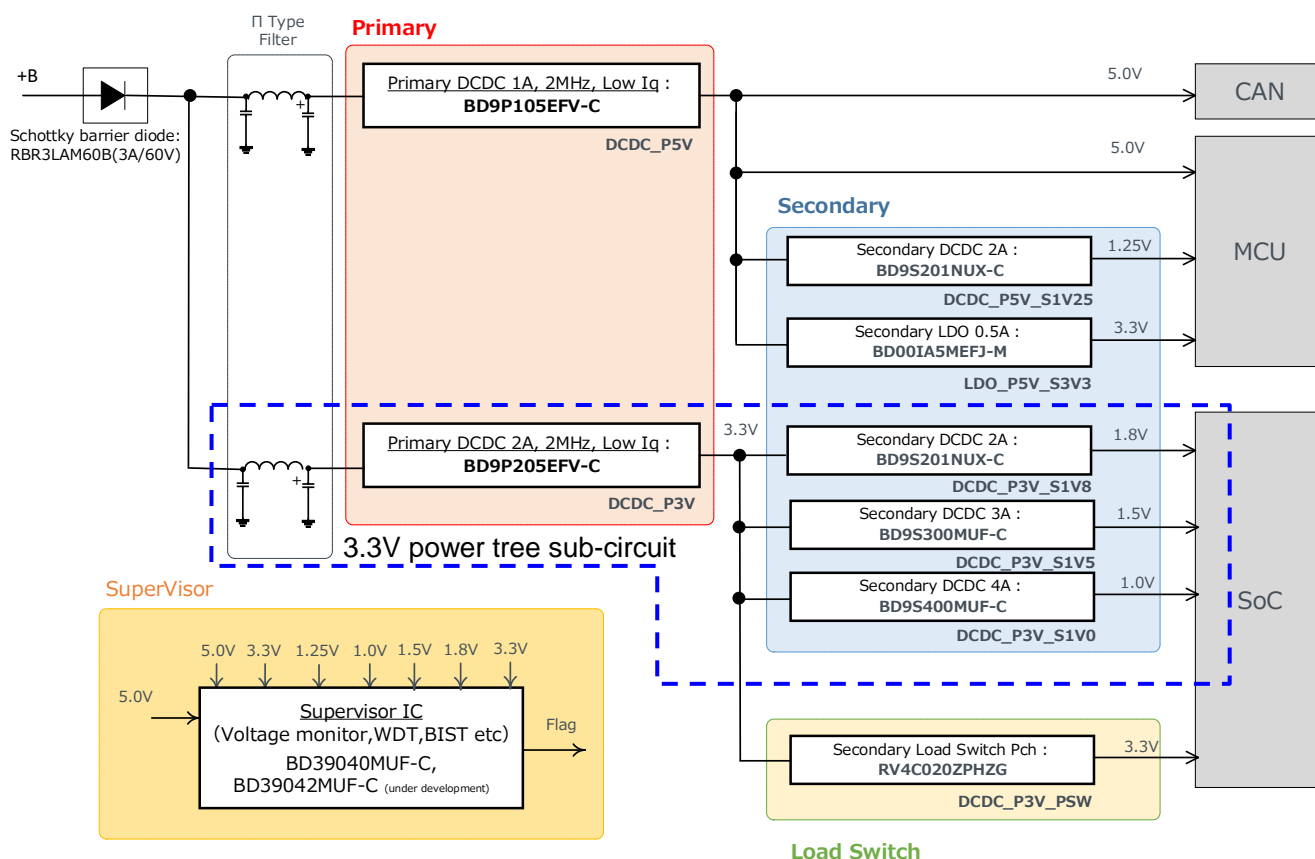 Π Type
Filter
Primary
+B
Schottky barrier diode:
RBR3LAM60B(3A/60V)
+
Primary DCDC 1A, 2MHz, Low Iq :
BD9P105EFV-C
DCDC_P5V
5.0V
CAN
5.0V
MCU
Secondary
Secondary DCDC 2A :
BD9S201NUX-C
1.25V
DCDC_P5V_S1V25
Secondary LDO 0.5A :
BD00IA5MEFJ-M
3.3V
LDO_P5V_S3V3
+
Primary DCDC 2A, 2MHz, Low Iq :
BD9P205EFV-C
DCDC_P3V
3.3V
Secondary DCDC 2A :
BD9S201NUX-C
1.8V
DCDC_P3V_S1V8
Secondary DCDC 3A :
BD9S300MUF-C
1.5V
DCDC_P3V_S1V5
Secondary DCDC 4A :
BD9S400MUF-C
1.0V
DCDC_P3V_S1V0
SoC
3.3V power tree sub-circuit
SuperVisor
5.0V 3.3V 1.25V 1.0V 1.5V 1.8V 3.3V
5.0V
Supervisor IC
(Voltage monitor,WDT,BIST etc)
BD39040MUF-C,
BD39042MUF-C (under development)
Flag
Secondary Load Switch Pch :
RV4C020ZPHZG
3.3V
DCDC_P3V_PSW
Load Switch